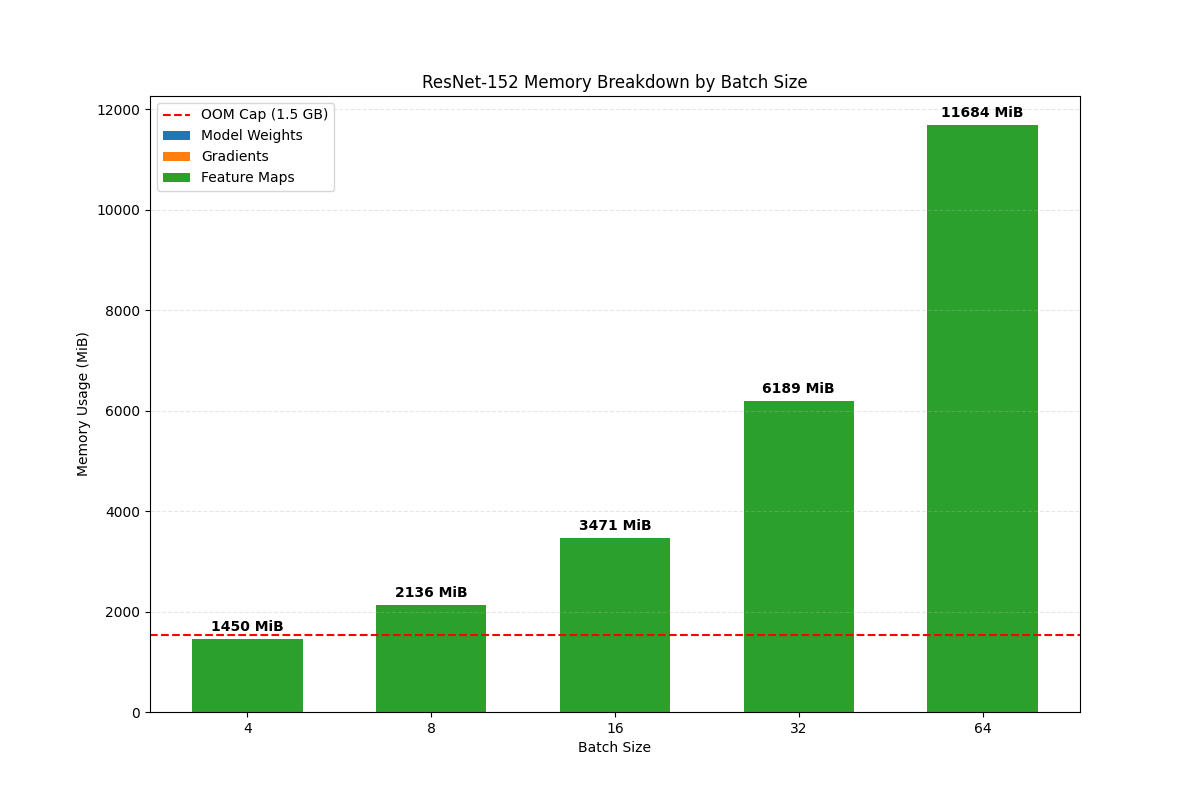 ResNet-152 Memory Breakdown by Batch Size
OOM Cap (1.5 GB)
Model Weights
Gradients
Feature Maps
12000
10000
8000
6000
4000
2000
0
Memory Usage (MiB)
1450 MiB
2136 MiB
3471 MiB
6189 MiB
11684 MiB
4
8
16
32
64
Batch Size